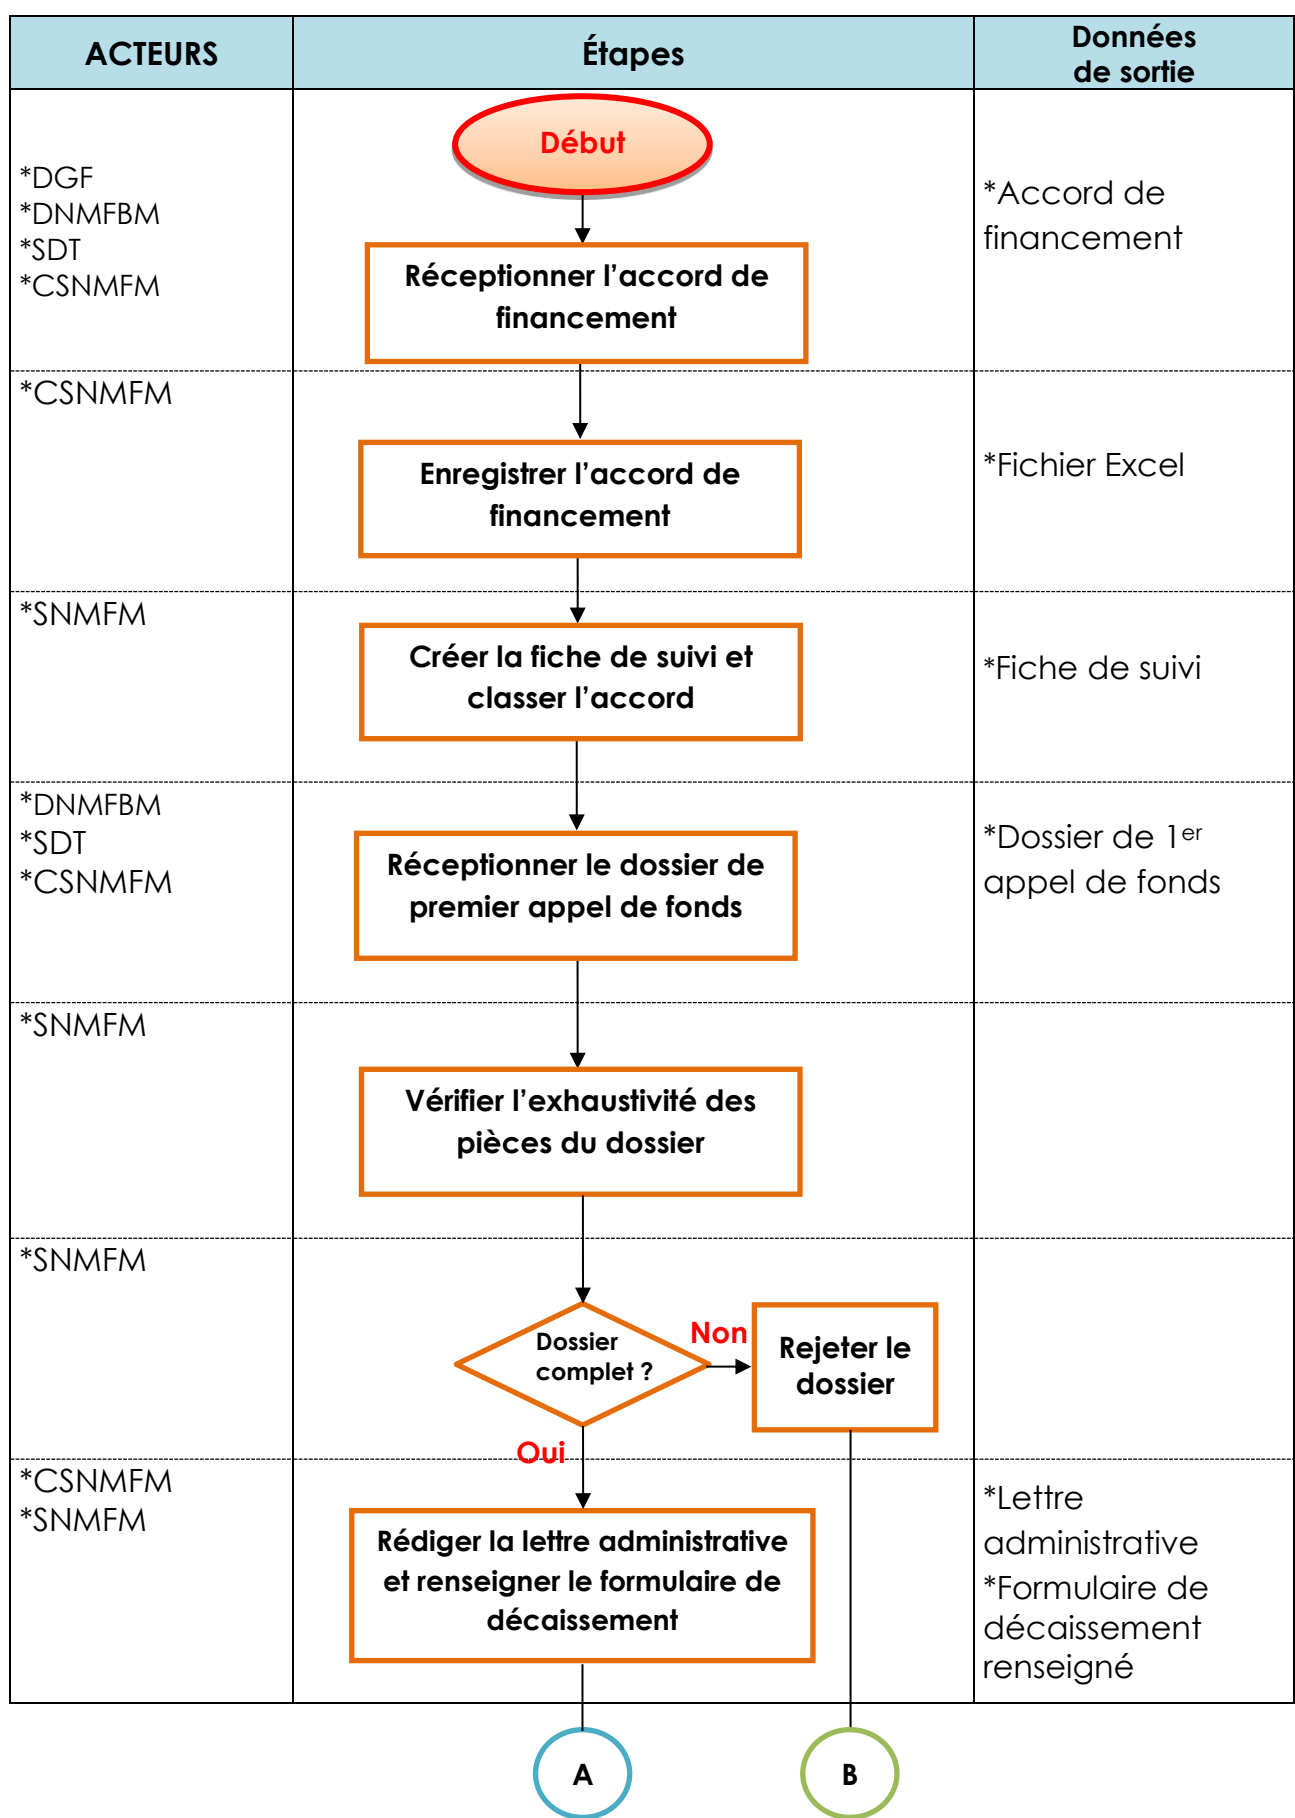 ACTEURS
Étapes
Données
de sortie
Début
*DGF
*DNMFBM
*SDT
*CSNMFM
Réceptionner l’accord de
financement
*Accord de
financement
*CSNMFM
Enregistrer l’accord de
financement
*Fichier Excel
*SNMFM
Créer la fiche de suivi et
classer l’accord
*Fiche de suivi
*DNMFBM
*SDT
*CSNMFM
Réceptionner le dossier de
premier appel de fonds
*Dossier de 1er
appel de fonds
*SNMFM
Vérifier l’exhaustivité des
pièces du dossier
*SNMFM
Dossier
complet ?
Non
Rejeter le
dossier
Oui
*CSNMFM
*SNMFM
Rédiger la lettre administrative
et renseigner le formulaire de
décaissement
*Lettre
administrative
*Formulaire de
décaissement
renseigné
A
B